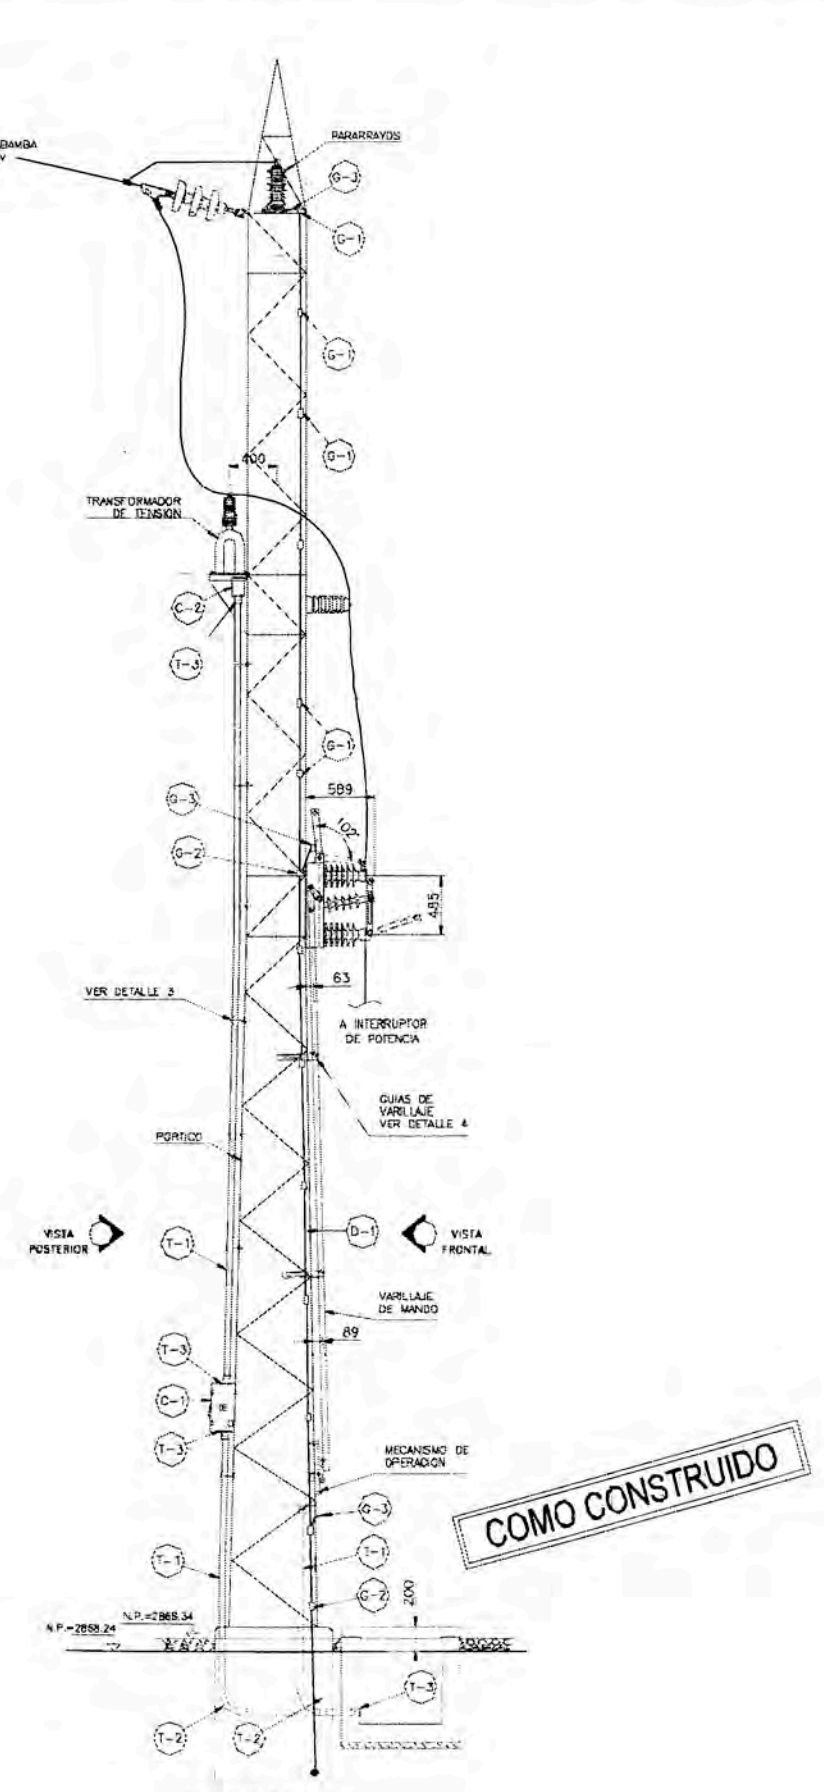 BAMBA
V
PARARRAYOS
G-3
G-1
G-1
G-1
400
TRANSFORMADOR
DE TENSION
C-2
T-3
G-1
589
G-3
102°
G-2
485
63
VER DETALLE 3
A INTERRUPTOR
DE POTENCIA
GUIAS DE
VARILLAJE
VER DETALLE 4
PORTICO
VISTA
POSTERIOR
T-1
D-1
VISTA
FRONTAL
VARILLAJE
DE MANDO
89
T-3
C-1
T-3
MECANISMO DE
OPERACION
COMO CONSTRUIDO
G-3
T-1
T-1
G-2
200
N.P.=2868.34
N.P.=2868.24
T-3
T-2
T-2